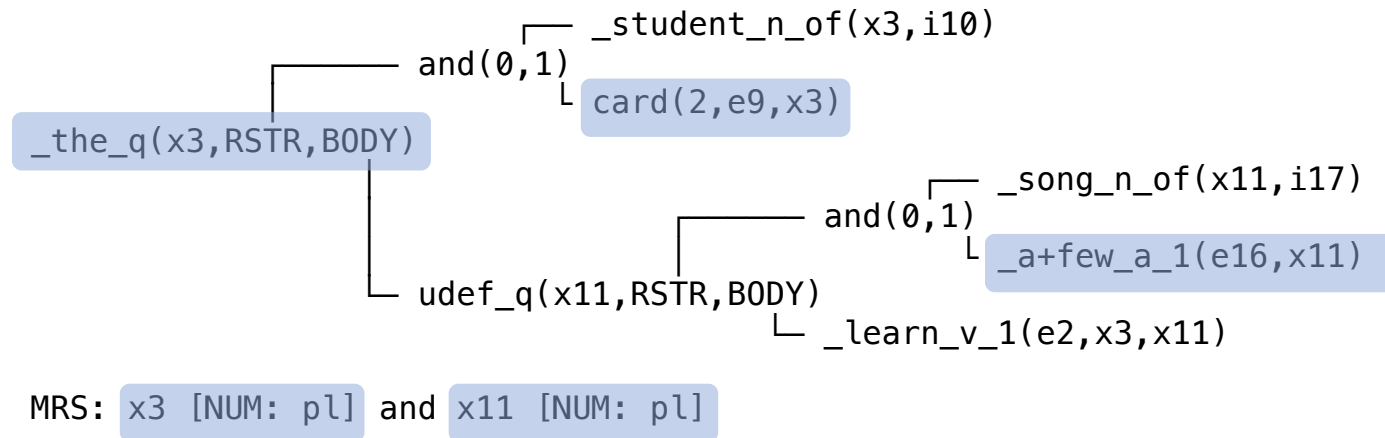 _student_n_of(x3,i10)
and(0,1)
card(2,e9,x3)
_the_q(x3,RSTR,BODY)
_song_n_of(x11,i17)
and(0,1)
_a+few_a_1(e16,x11)
udef_q(x11,RSTR,BODY)
_learn_v_1(e2,x3,x11)
MRS: x3 [NUM: pl] and x11 [NUM: pl]